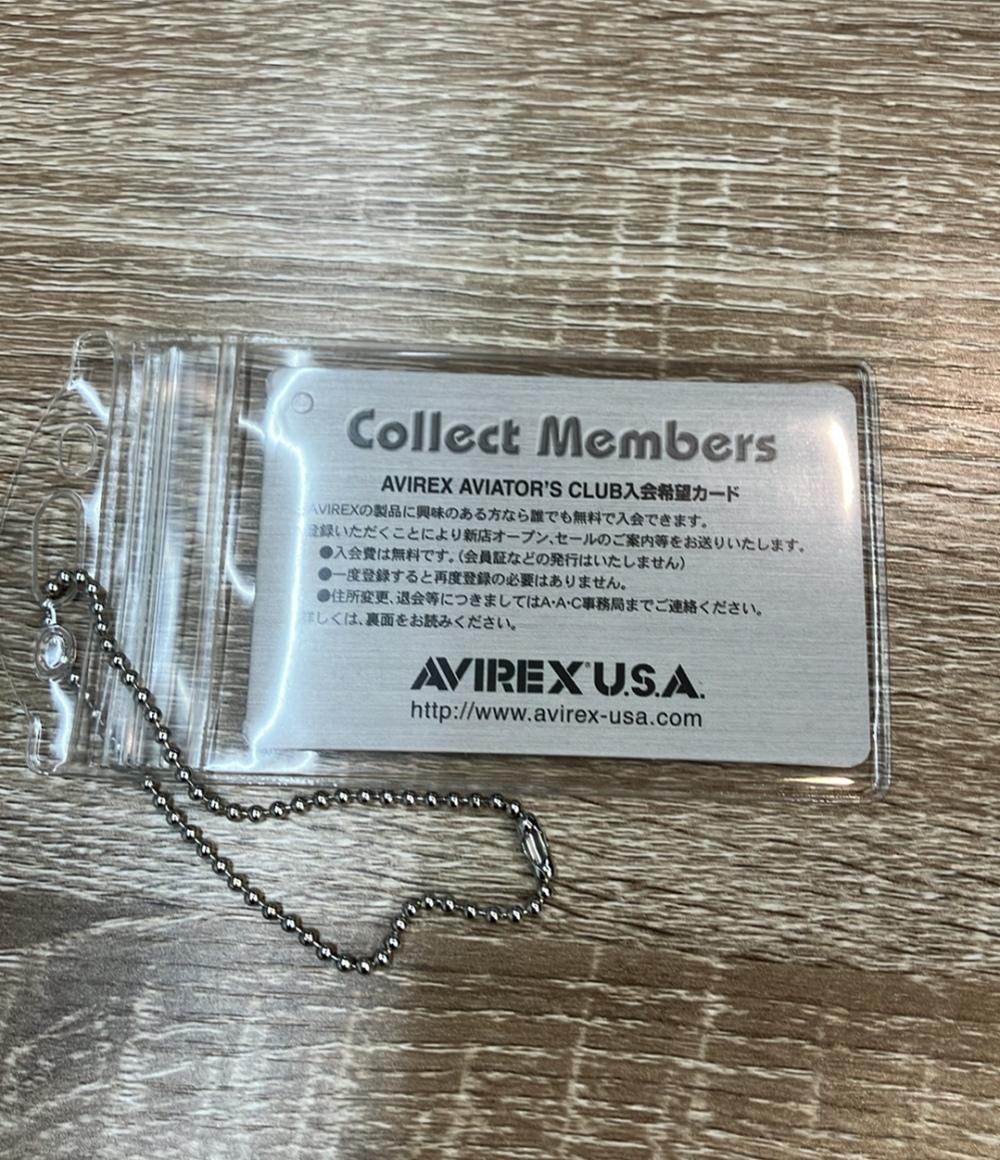 Collect Members
AVIREX AVIATOR'S CLUB入会希望カード
AVIREXの製品に興味のある方なら誰でも無料で入会できます。
登録いただくことにより新店オープン、セールのご案内等をお送りいたします。
●入会費は無料です。(会員証などの発行はいたしません)
●一度登録すると再度登録の必要はありません。
●住所変更、退会等につきましてはA・A・C事務局までご連絡ください。
詳しくは、裏面をお読みください。
AVIREX U.S.A.
http://www.avirex-usa.com